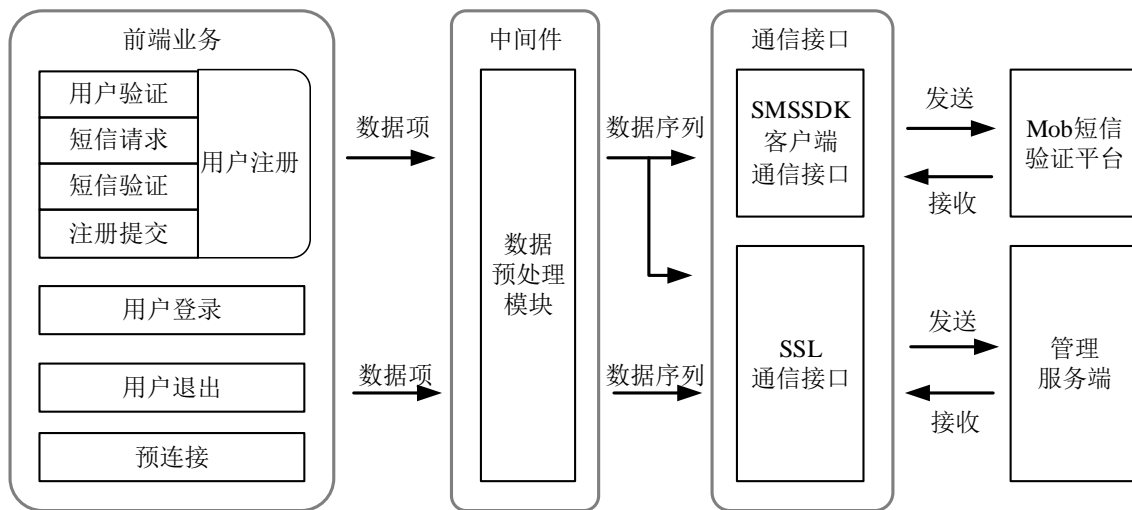 前端业务
用户验证
短信请求
短信验证
注册提交
用户注册
用户登录
用户退出
预连接
数据项
数据项
中间件
数据
预处理
模块
数据序列
数据序列
通信接口
SMSSDK
客户端
通信接口
SSL
通信接口
发送
接收
发送
接收
Mob短信
验证平台
管理
服务端